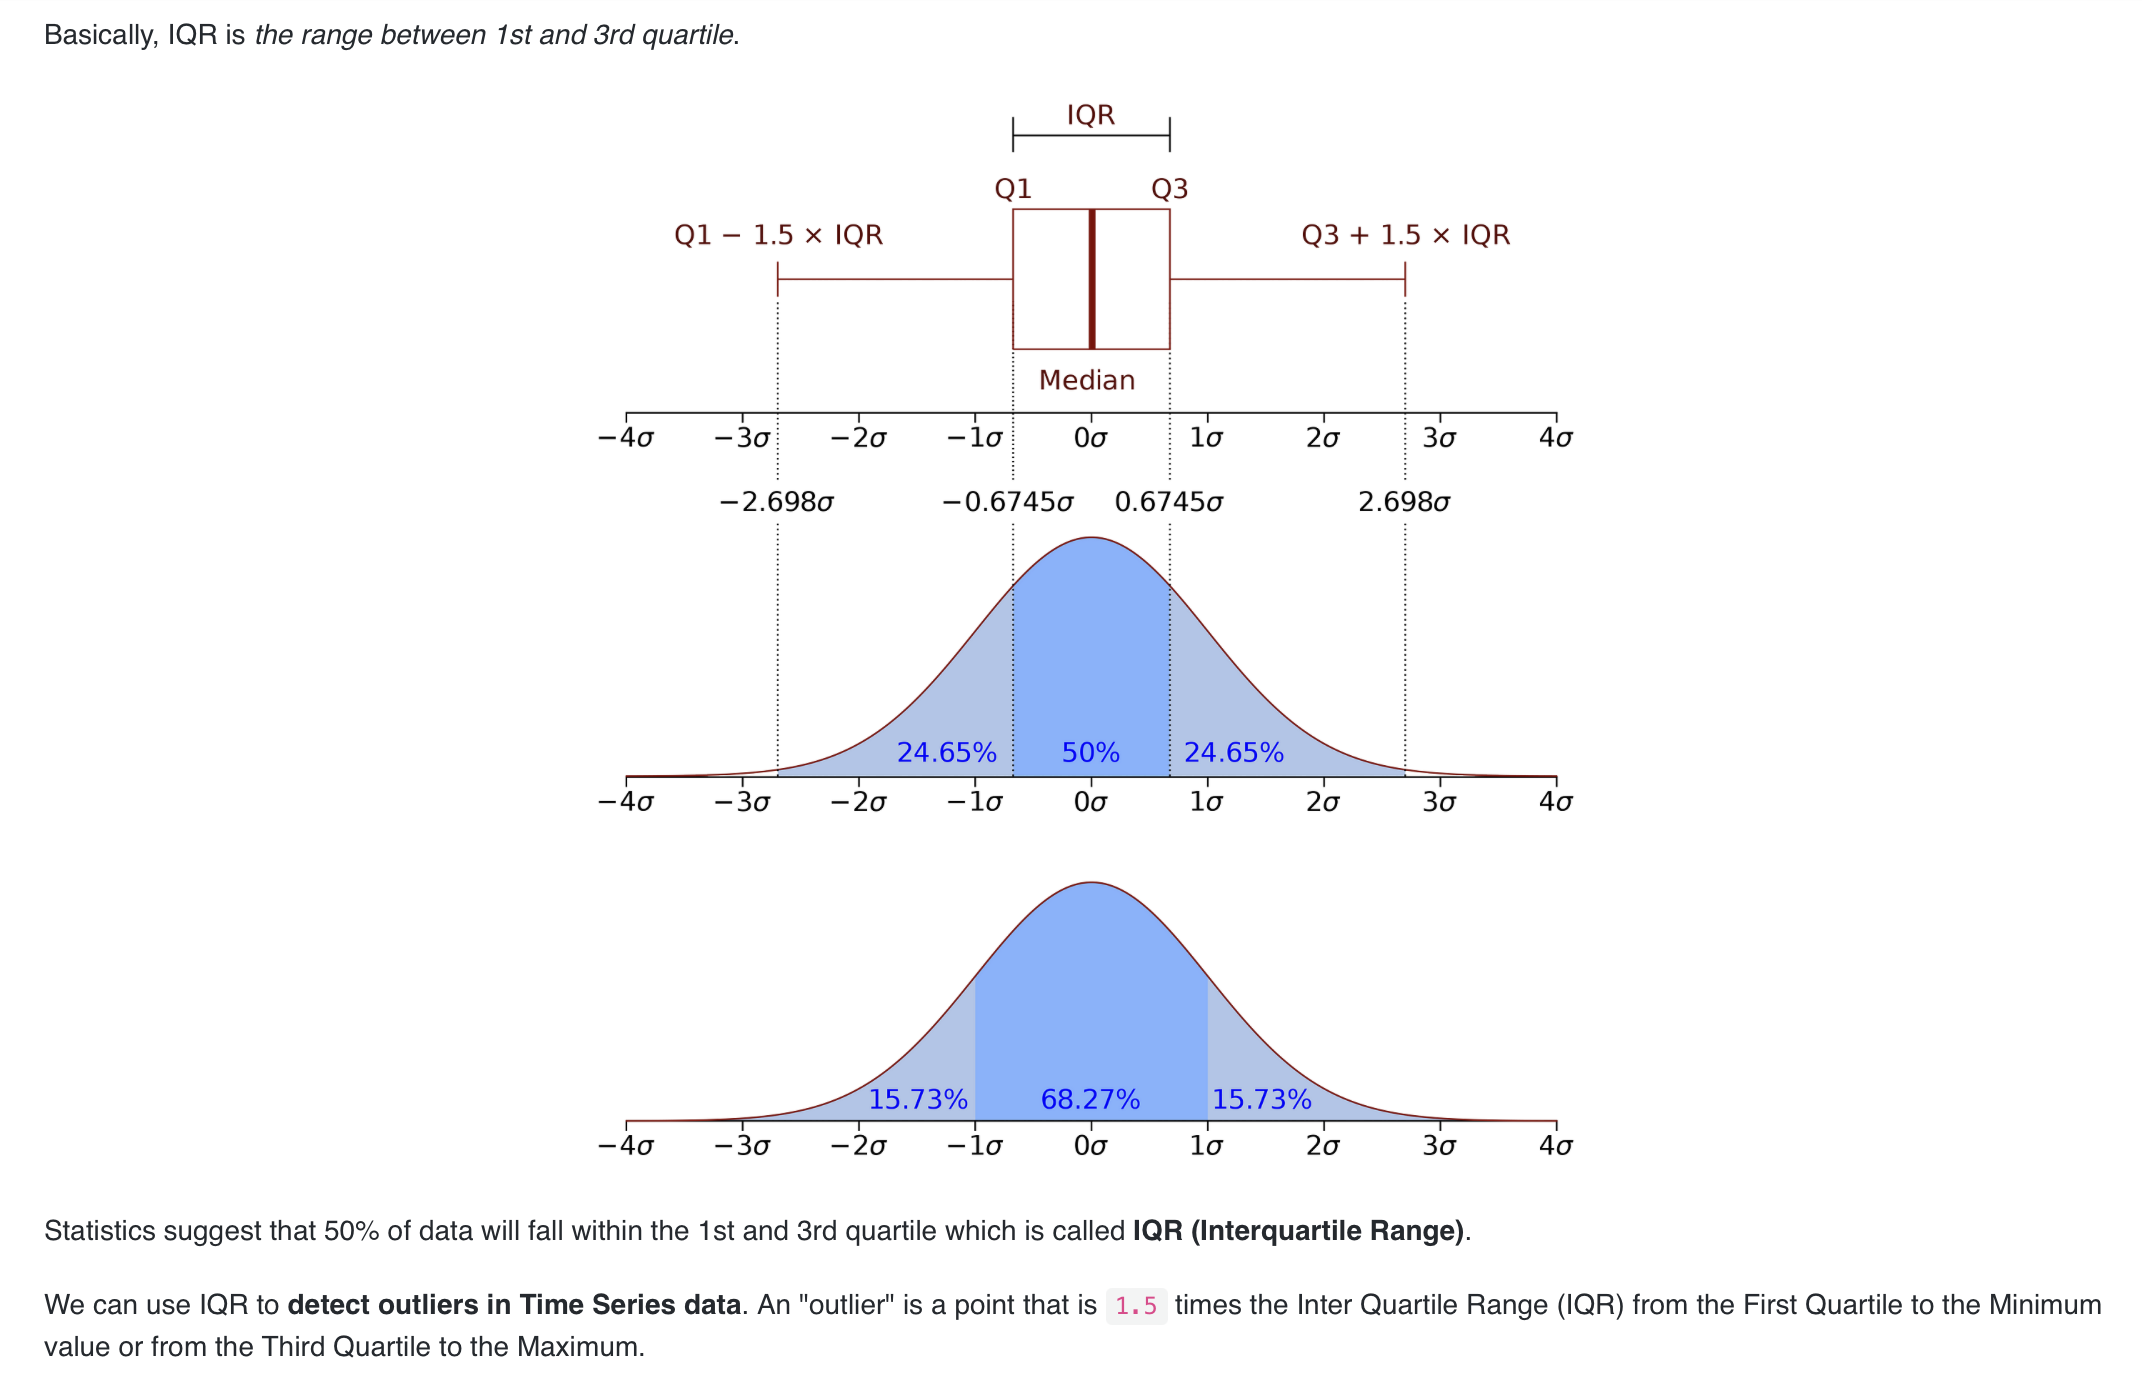 Basically, IQR is the range between 1st and 3rd quartile.
IQR
Q1 Q3
Q1 − 1.5 × IQR Q3 + 1.5 × IQR
Median
−4σ −3σ −2σ −1σ 0σ 1σ 2σ 3σ 4σ
−2.698σ −0.6745σ 0.6745σ 2.698σ
24.65% 50% 24.65%
−4σ −3σ −2σ −1σ 0σ 1σ 2σ 3σ 4σ
15.73% 68.27% 15.73%
−4σ −3σ −2σ −1σ 0σ 1σ 2σ 3σ 4σ
Statistics suggest that 50% of data will fall within the 1st and 3rd quartile which is called IQR (Interquartile Range).
We can use IQR to detect outliers in Time Series data. An "outlier" is a point that is 1.5 times the Inter Quartile Range (IQR) from the First Quartile to the Minimum
value or from the Third Quartile to the Maximum.